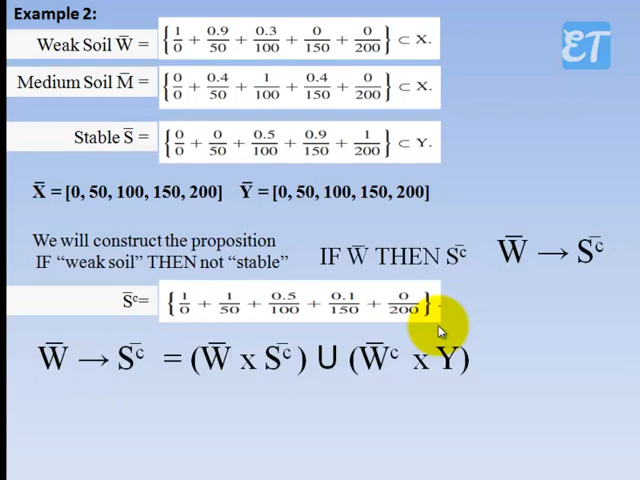 Example 2:
ET
Weak Soil W̅ = {1/0 + 0.9/50 + 0.3/100 + 0/150 + 0/200} ⊂ X.
Medium Soil M̅ = {0/0 + 0.4/50 + 1/100 + 0.4/150 + 0/200} ⊂ X.
Stable S̅ = {0/0 + 0/50 + 0.5/100 + 0.9/150 + 1/200} ⊂ Y.
X̅ = [0, 50, 100, 150, 200] Y̅ = [0, 50, 100, 150, 200]
We will construct the proposition
IF “weak soil” THEN not “stable” IF W̅ THEN S̅ᶜ W̅ → S̅ᶜ
S̅ᶜ= {1/0 + 1/50 + 0.5/100 + 0.1/150 + 0/200} .
W̅ → S̅ᶜ = (W̅ x S̅ᶜ ) U (W̅ᶜ x Y)